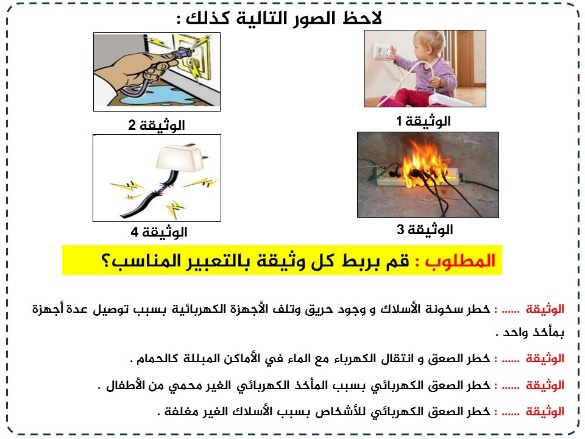 لاحظ الصور التالية كذلك :
الوثيقة 1
الوثيقة 2
الوثيقة 3
الوثيقة 4
المطلوب : قم بربط كل وثيقة بالتعبير المناسب؟
الوثيقة ...... : خطر سخونة الأسلاك و وجود حريق وتلف الأجهزة الكهربائية بسبب توصيل عدة أجهزة
بمأخذ واحد .
الوثيقة ...... : خطر الصعق و انتقال الكهرباء مع الماء في الأماكن المبللة كالحمام .
الوثيقة ...... : خطر الصعق الكهربائي بسبب المأخذ الكهربائي الغير محمي من الأطفال .
الوثيقة ...... : خطر الصعق الكهربائي للأشخاص بسبب الأسلاك الغير مغلفة .